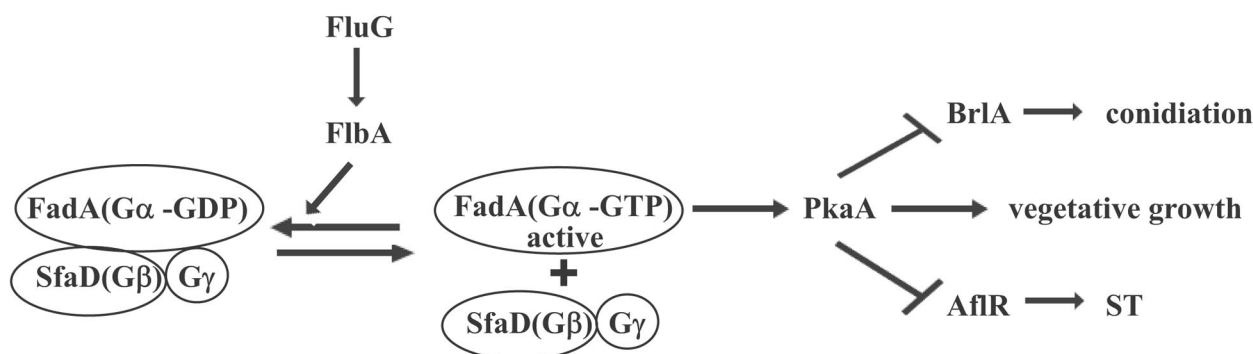 FluG
FlbA
FadA(Gα -GDP)
SfaD(Gβ) Gγ
FadA(Gα -GTP)
active
+
SfaD(Gβ) Gγ
PkaA
BrlA conidiation
vegetative growth
AflR ST